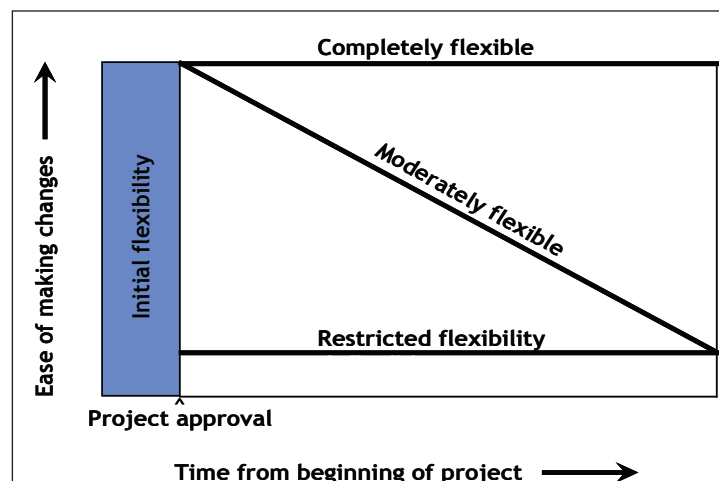 Completely flexible
Ease of making changes
Initial flexibility
Moderately flexible
Restricted flexibility
Project approval
Time from beginning of project